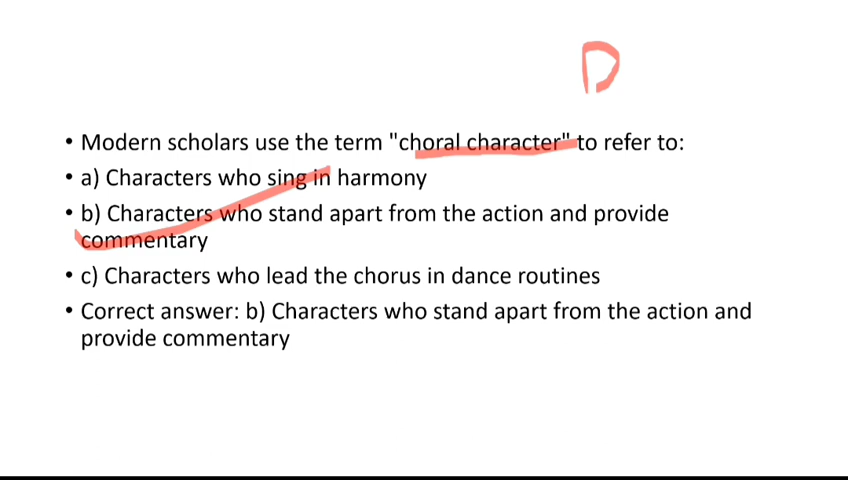 D
• Modern scholars use the term "choral character" to refer to:
• a) Characters who sing in harmony
• b) Characters who stand apart from the action and provide
commentary
• c) Characters who lead the chorus in dance routines
• Correct answer: b) Characters who stand apart from the action and
provide commentary